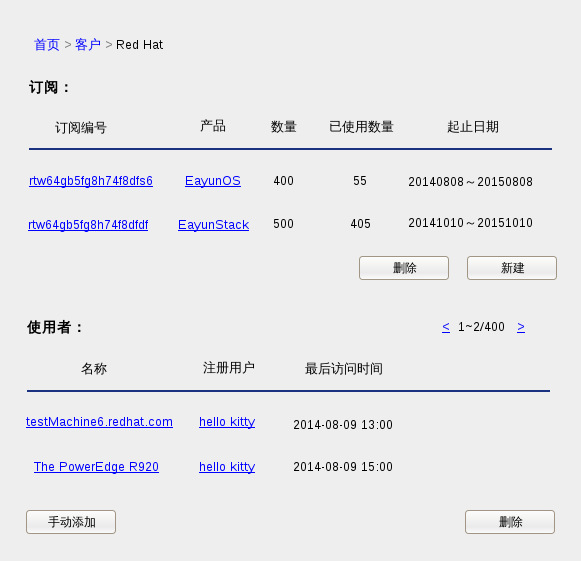 首页 > 客户 > Red Hat
订阅：
订阅编号 产品 数量 已使用数量 起止日期
rtw64gb5fg8h74f8dfs6 EayunOS 400 55 20140808～20150808
rtw64gb5fg8h74f8dfdf EayunStack 500 405 20141010～20151010
删除 新建
使用者： < 1~2/400 >
名称 注册用户 最后访问时间
testMachine6.redhat.com hello kitty 2014-08-09 13:00
The PowerEdge R920 hello kitty 2014-08-09 15:00
手动添加 删除